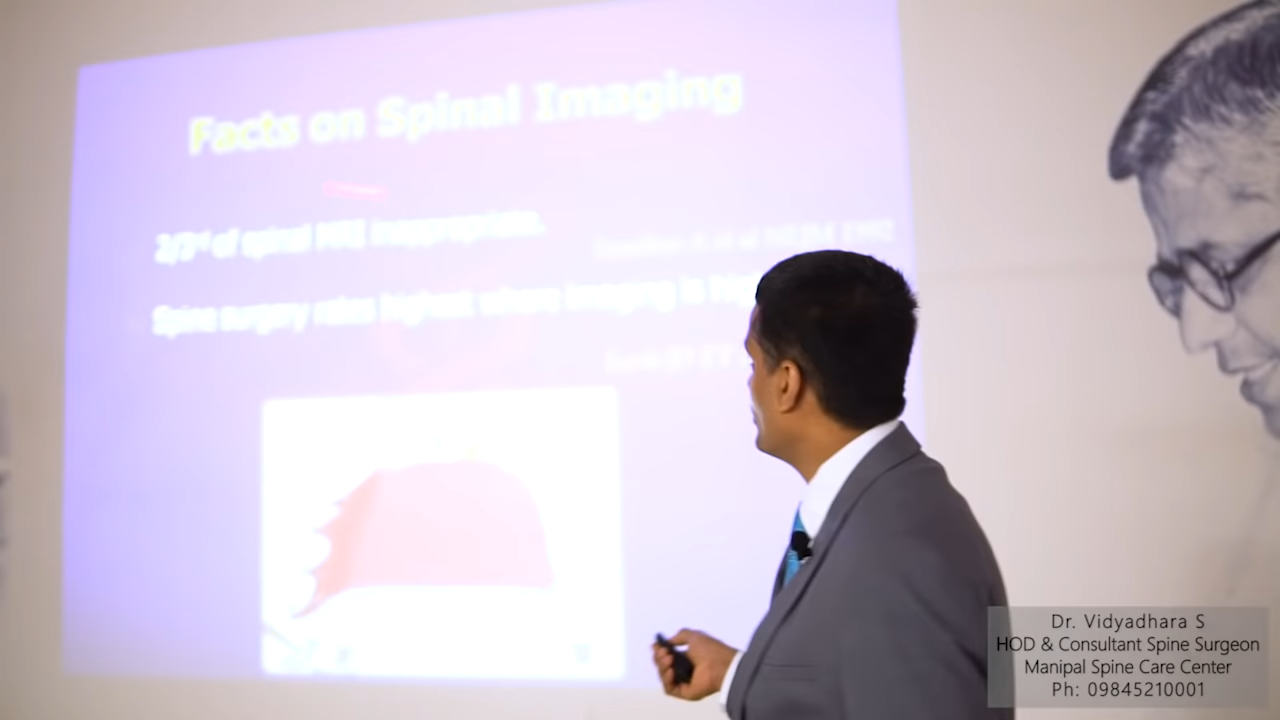 Facts on Spinal Imaging
2/3rd of spinal MRI inappropriate.
Spine surgery rates highest where imaging is
Dr. Vidyadhara S
HOD & Consultant Spine Surgeon
Manipal Spine Care Center
Ph: 09845210001